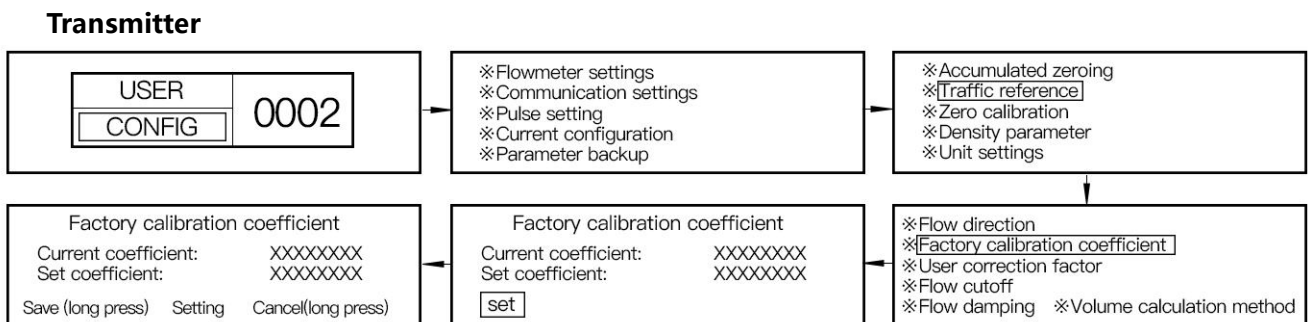 Transmitter
USER
CONFIG
0002
※Flowmeter settings
※Communication settings
※Pulse setting
※Current configuration
※Parameter backup
※Accumulated zeroing
※Traffic reference
※Zero calibration
※Density parameter
※Unit settings
※Flow direction
※Factory calibration coefficient
※User correction factor
※Flow cutoff
※Flow damping ※Volume calculation method
Factory calibration coefficient
Current coefficient: XXXXXXXX
Set coefficient: XXXXXXXX
set
Factory calibration coefficient
Current coefficient: XXXXXXXX
Set coefficient: XXXXXXXX
Save (long press) Setting Cancel(long press)